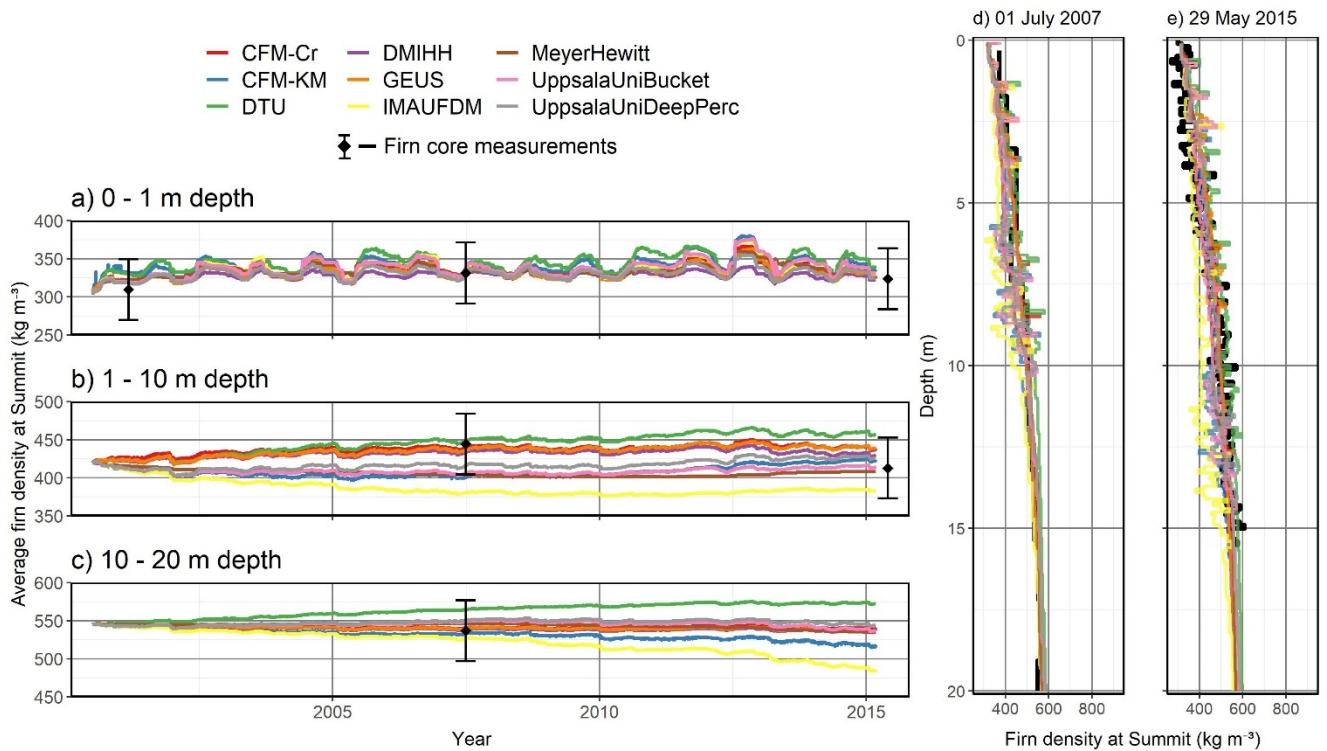 CFM-Cr
DMIHH
MeyerHewitt
CFM-KM
GEUS
UppsalaUniBucket
DTU
IMAUFDM
UppsalaUniDeepPerc
Firn core measurements
a) 0 - 1 m depth
400
350
300
250
b) 1 - 10 m depth
500
450
400
350
c) 10 - 20 m depth
600
550
500
450
2005
2010
2015
Year
Average firn density at Summit (kg m⁻³)
d) 01 July 2007
e) 29 May 2015
0
5
10
15
20
Depth (m)
400
600
800
400
600
800
Firn density at Summit (kg m⁻³)